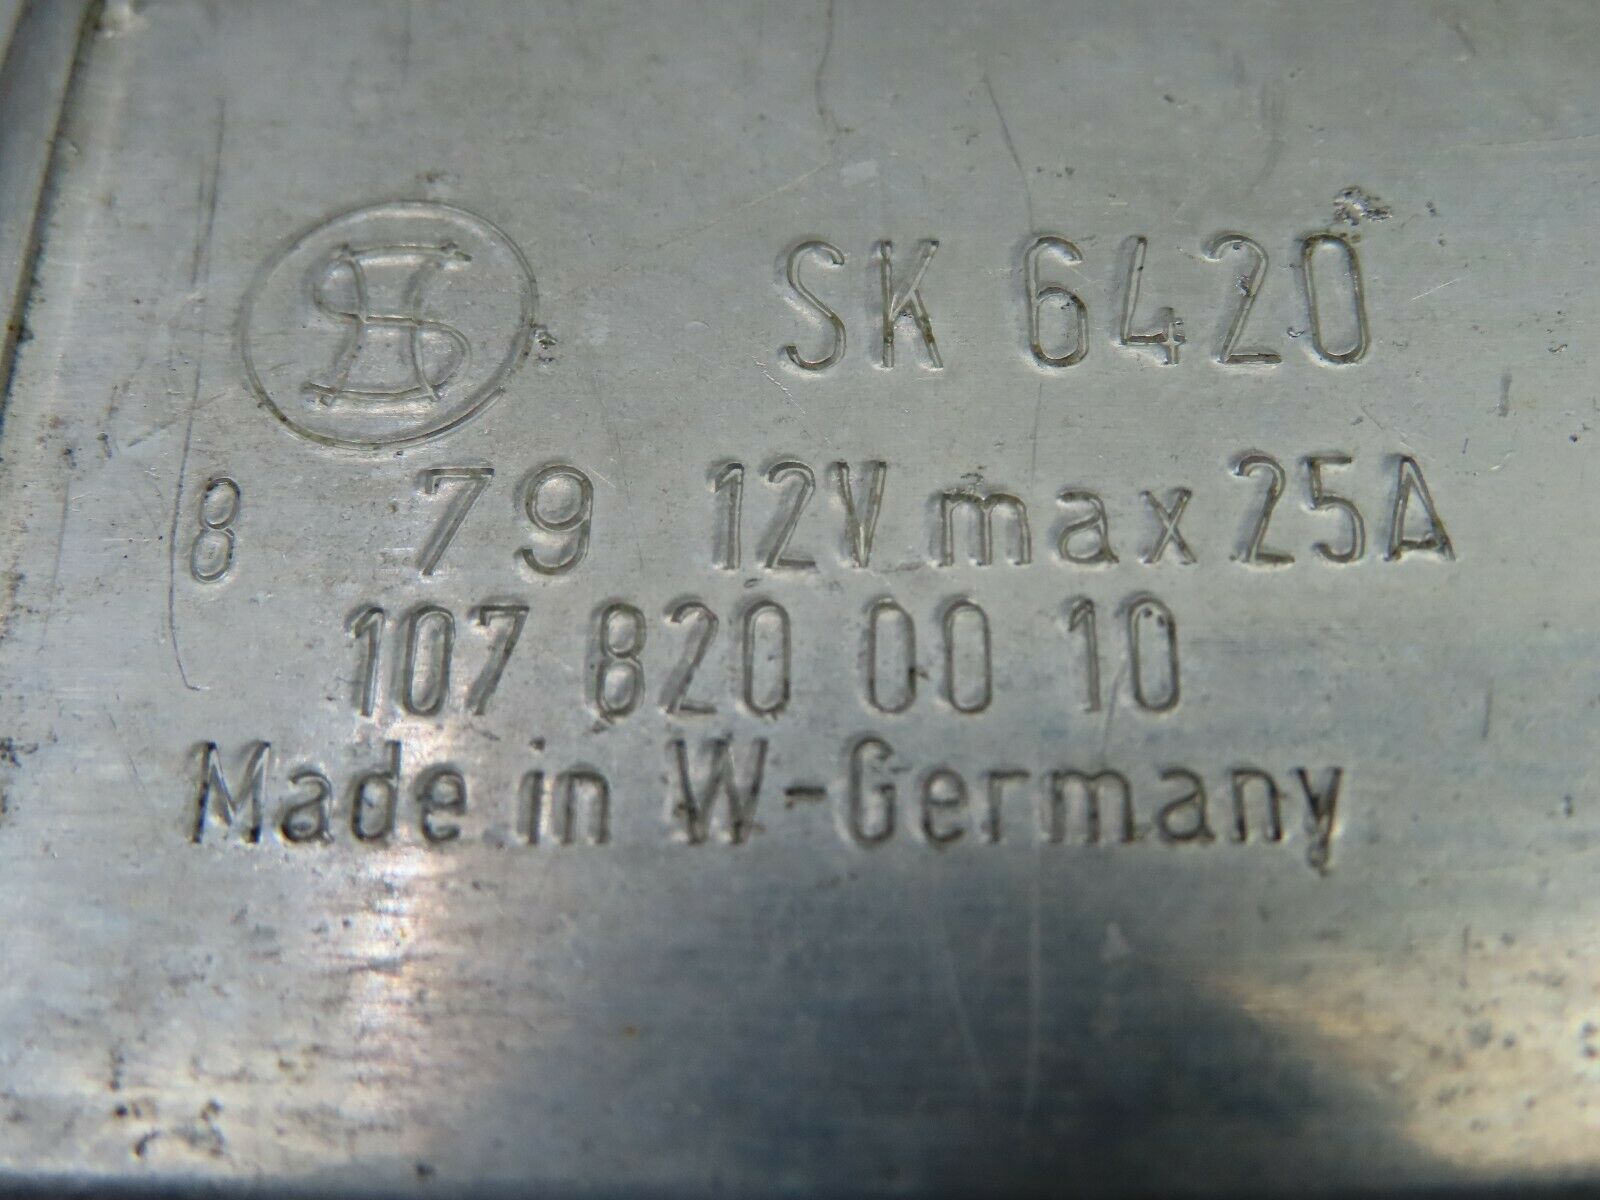 SK 6420
8 79 12V max 25A
107 820 00 10
Made in W-Germany